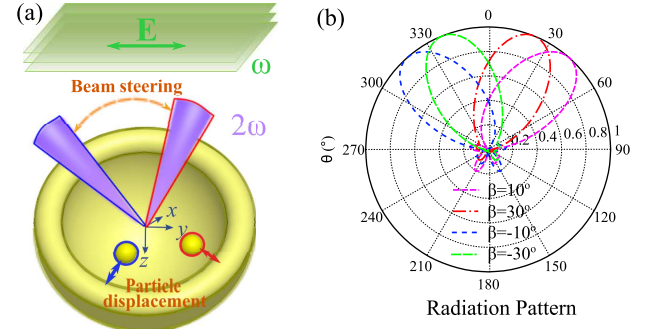 (a)
E
ω
Beam steering
2ω
x
y
z
Particle
displacement
(b)
0
330
30
300
60
0.2 0.4 0.6 0.8 1
270
90
θ (°)
240
120
210
150
180
β=10°
β=30°
β=-10°
β=-30°
Radiation Pattern